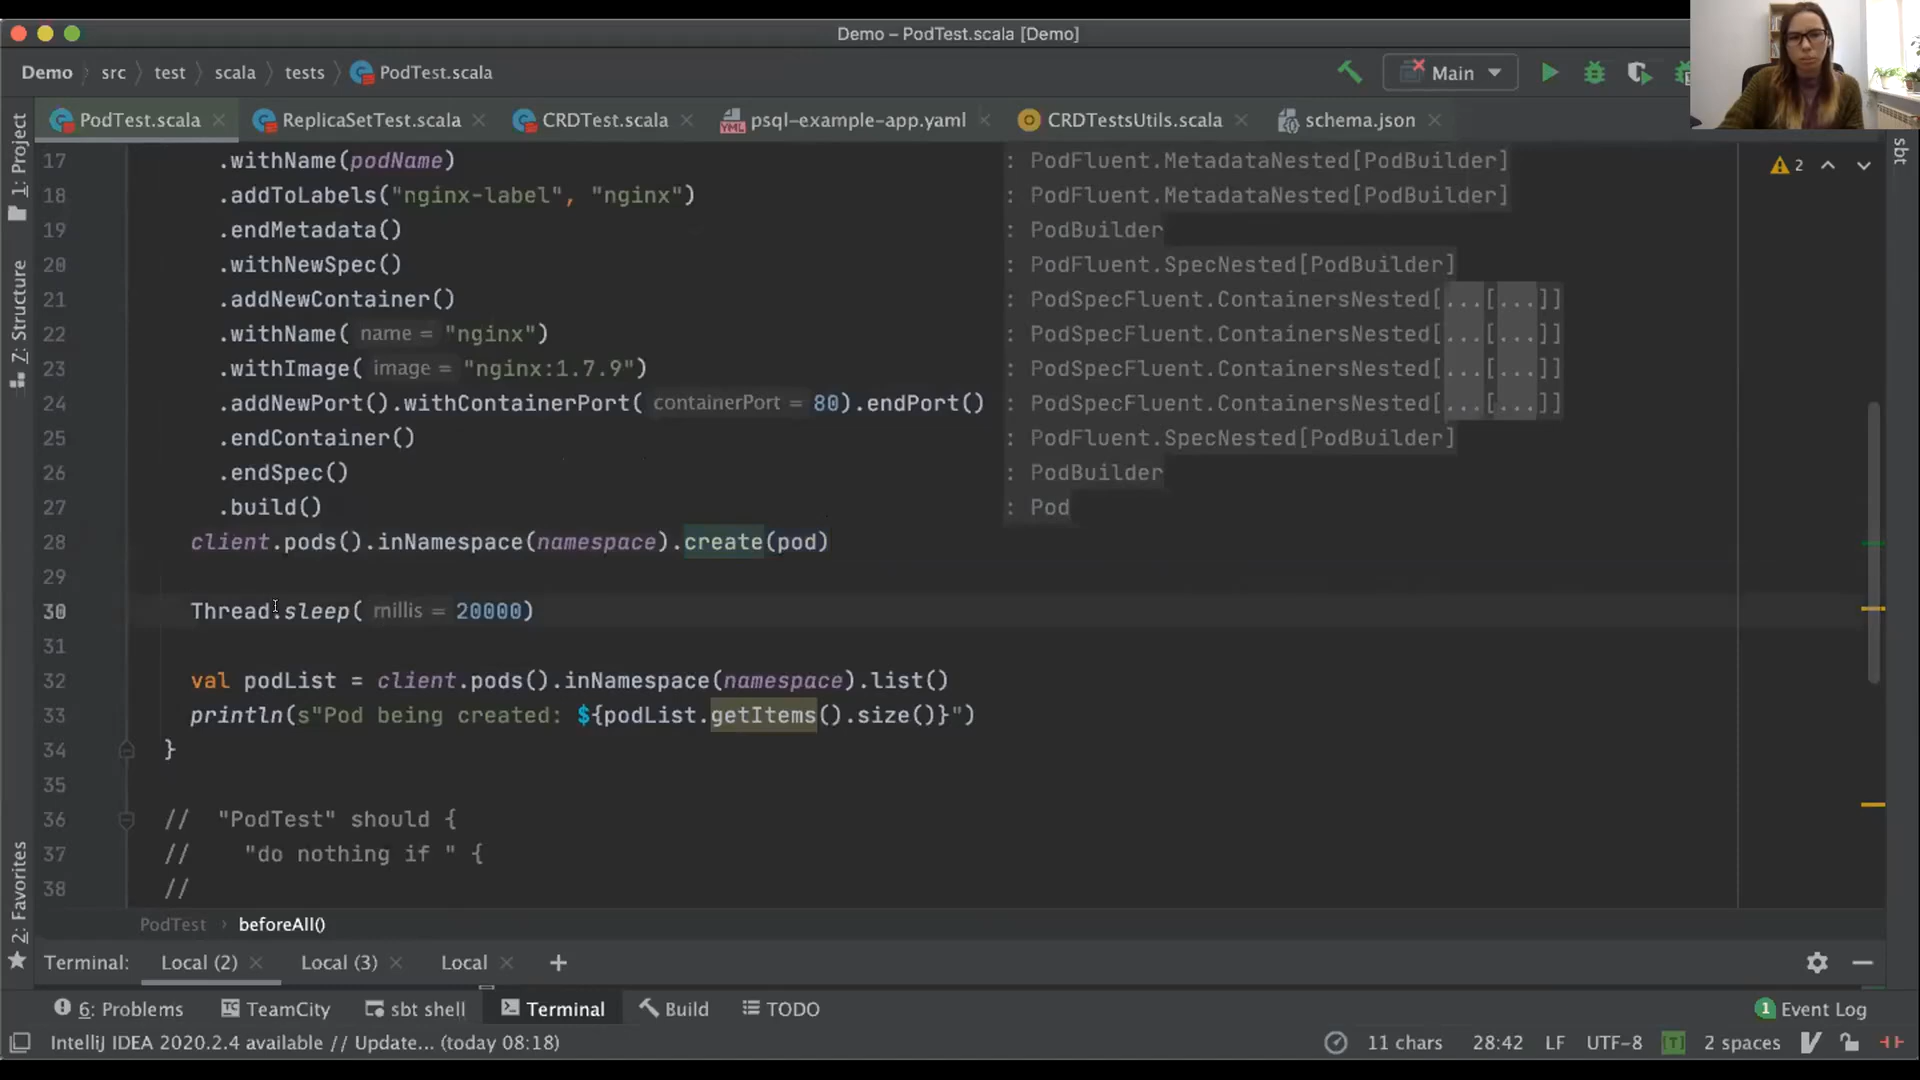 Demo – PodTest.scala [Demo]
Demo src test scala tests PodTest.scala Main
1: Project
7: Structure
2: Favorites
sbt
PodTest.scala ReplicaSetTest.scala CRDTest.scala psql-example-app.yaml CRDTestsUtils.scala schema.json
2
17 .withName(podName) : PodFluent.MetadataNested[PodBuilder]
18 .addToLabels("nginx-label", "nginx") : PodFluent.MetadataNested[PodBuilder]
19 .endMetadata() : PodBuilder
20 .withNewSpec() : PodFluent.SpecNested[PodBuilder]
21 .addNewContainer() : PodSpecFluent.ContainersNested[...[...]]
22 .withName( name = "nginx") : PodSpecFluent.ContainersNested[...[...]]
23 .withImage( image = "nginx:1.7.9") : PodSpecFluent.ContainersNested[...[...]]
24 .addNewPort().withContainerPort( containerPort = 80).endPort() : PodSpecFluent.ContainersNested[...[...]]
25 .endContainer() : PodFluent.SpecNested[PodBuilder]
26 .endSpec() : PodBuilder
27 .build() : Pod
28 client.pods().inNamespace(namespace).create(pod)
29
30 Thread.sleep( millis = 20000)
31
32 val podList = client.pods().inNamespace(namespace).list()
33 println(s"Pod being created: ${podList.getItems().size()}")
34 }
35
36 // "PodTest" should {
37 // "do nothing if " {
38 //
PodTest › beforeAll()
Terminal: Local (2) Local (3) Local +
6: Problems TeamCity sbt shell Terminal Build TODO 1 Event Log
IntelliJ IDEA 2020.2.4 available // Update... (today 08:18) 11 chars 28:42 LF UTF-8 [T] 2 spaces